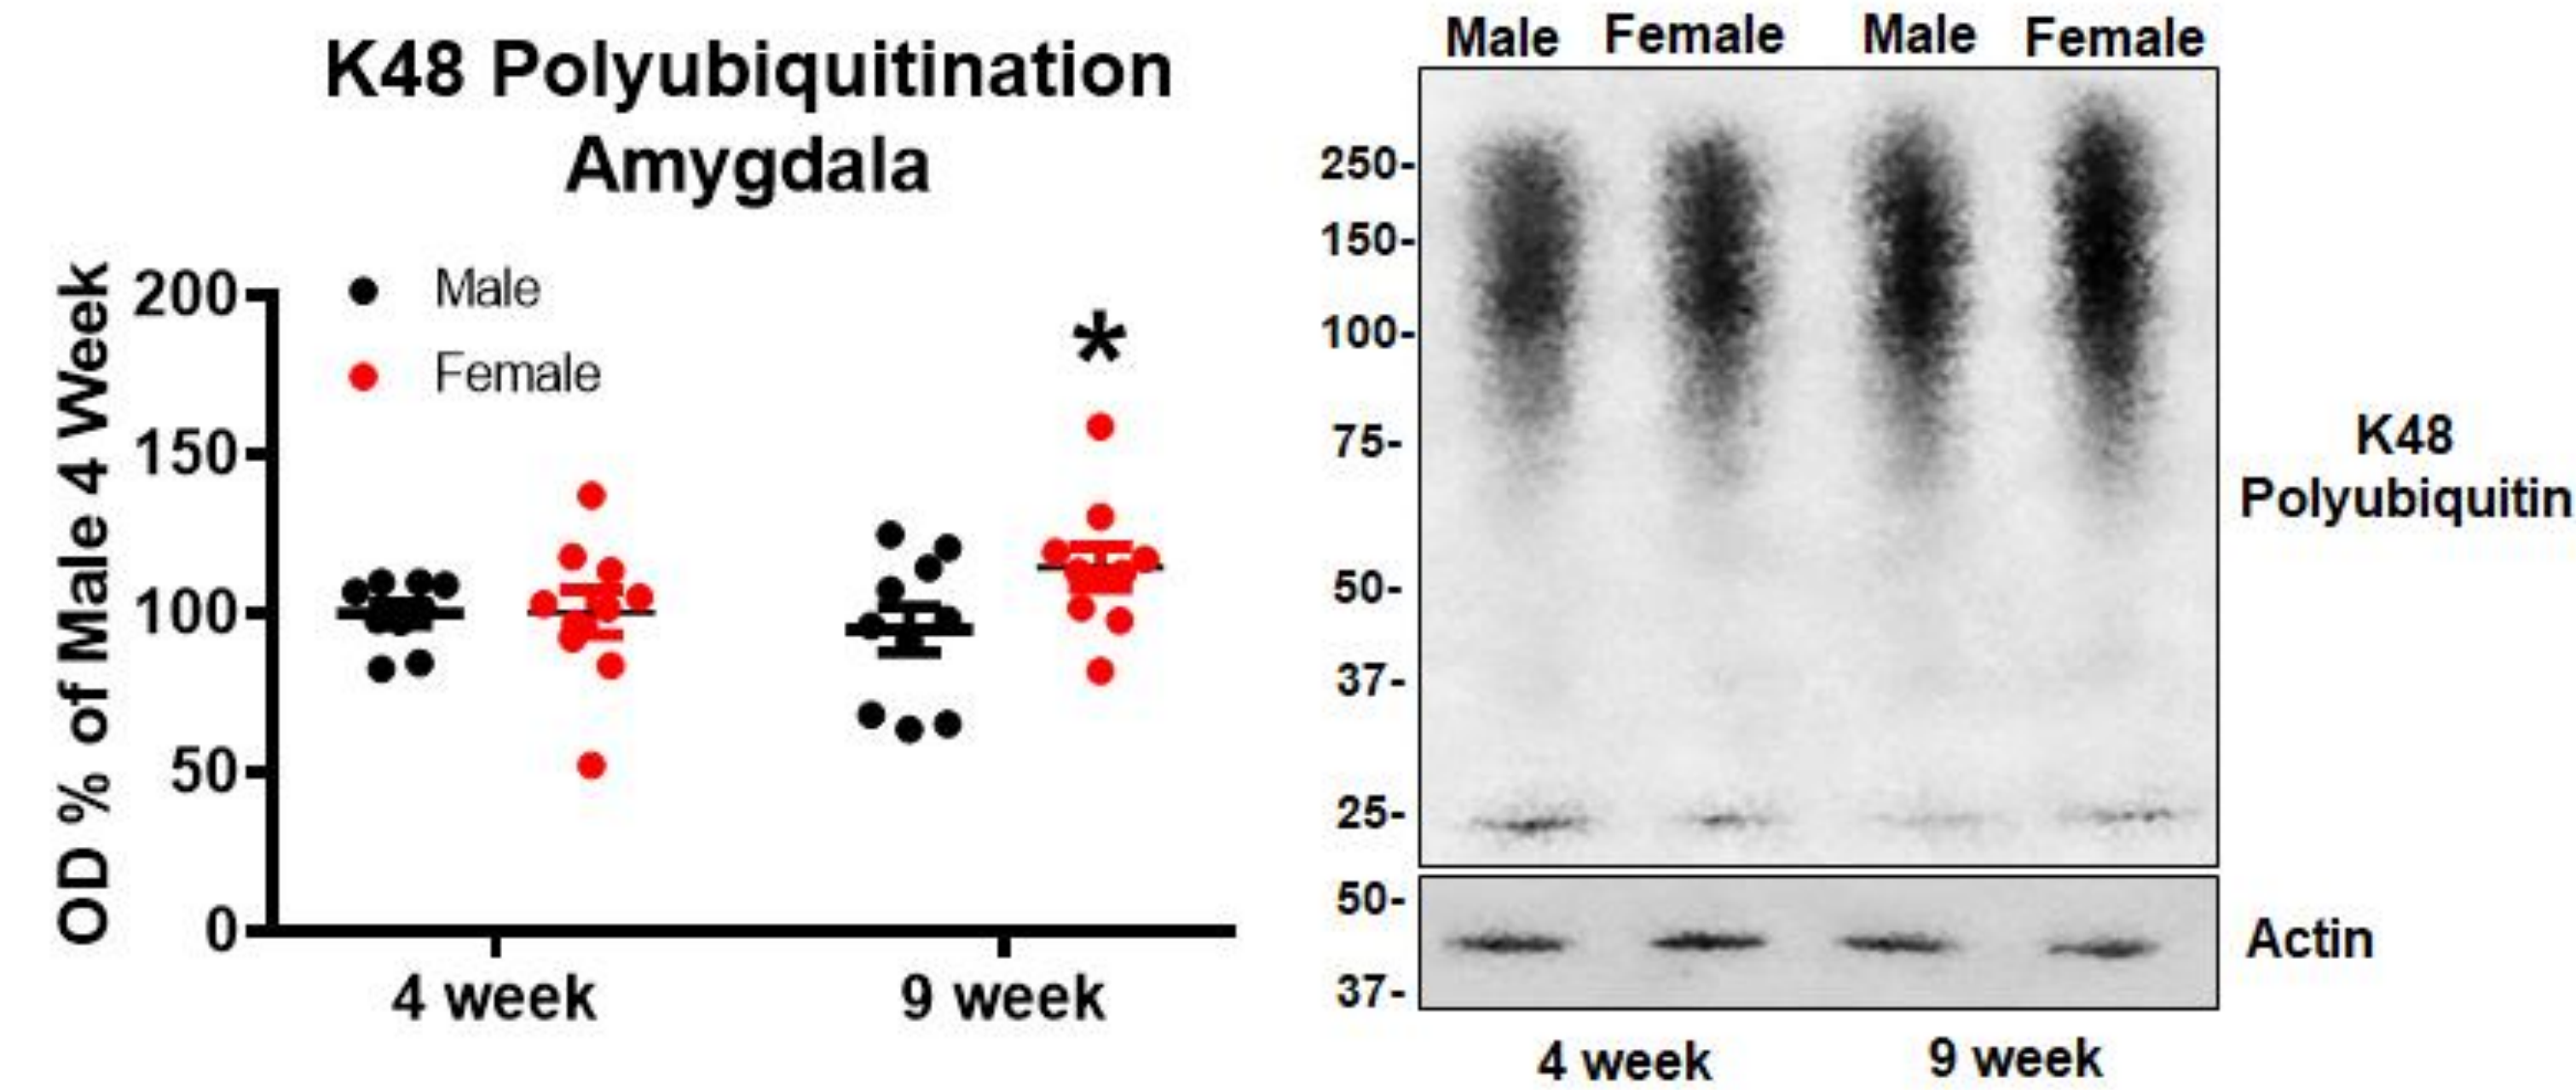 K48 Polyubiquitination
Amygdala
OD % of Male 4 Week
200
150
100
50
0
Male
Female
*
4 week
9 week
Male Female Male Female
250-
150-
100-
75-
50-
37-
25-
K48
Polyubiquitin
50-
37-
Actin
4 week 9 week